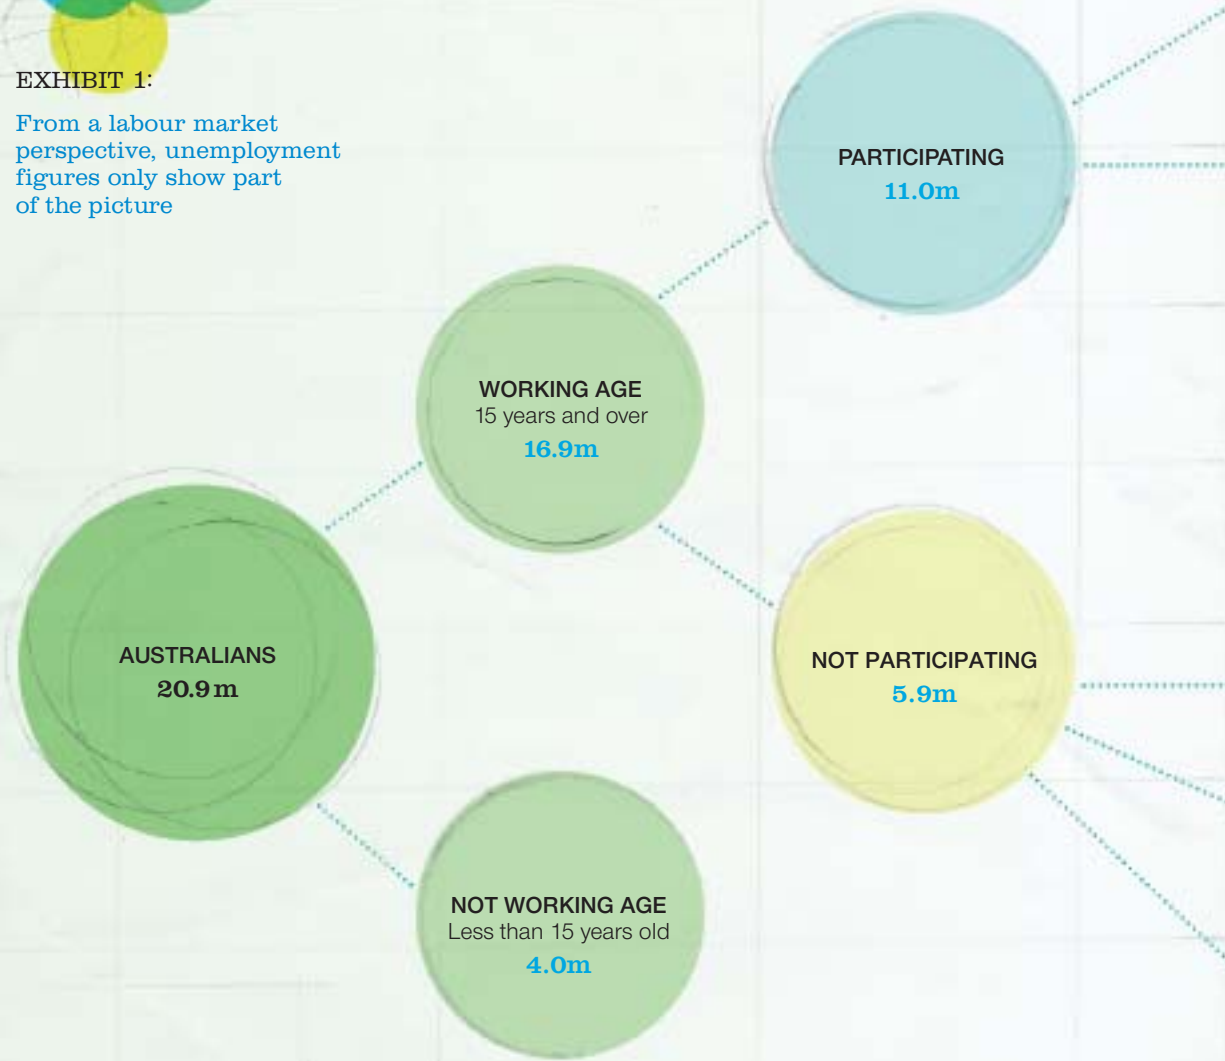 EXHIBIT 1:
From a labour market
perspective, unemployment
figures only show part
of the picture
PARTICIPATING
11.0m
WORKING AGE
15 years and over
16.9m
AUSTRALIANS
20.9m
NOT PARTICIPATING
5.9m
NOT WORKING AGE
Less than 15 years old
4.0m